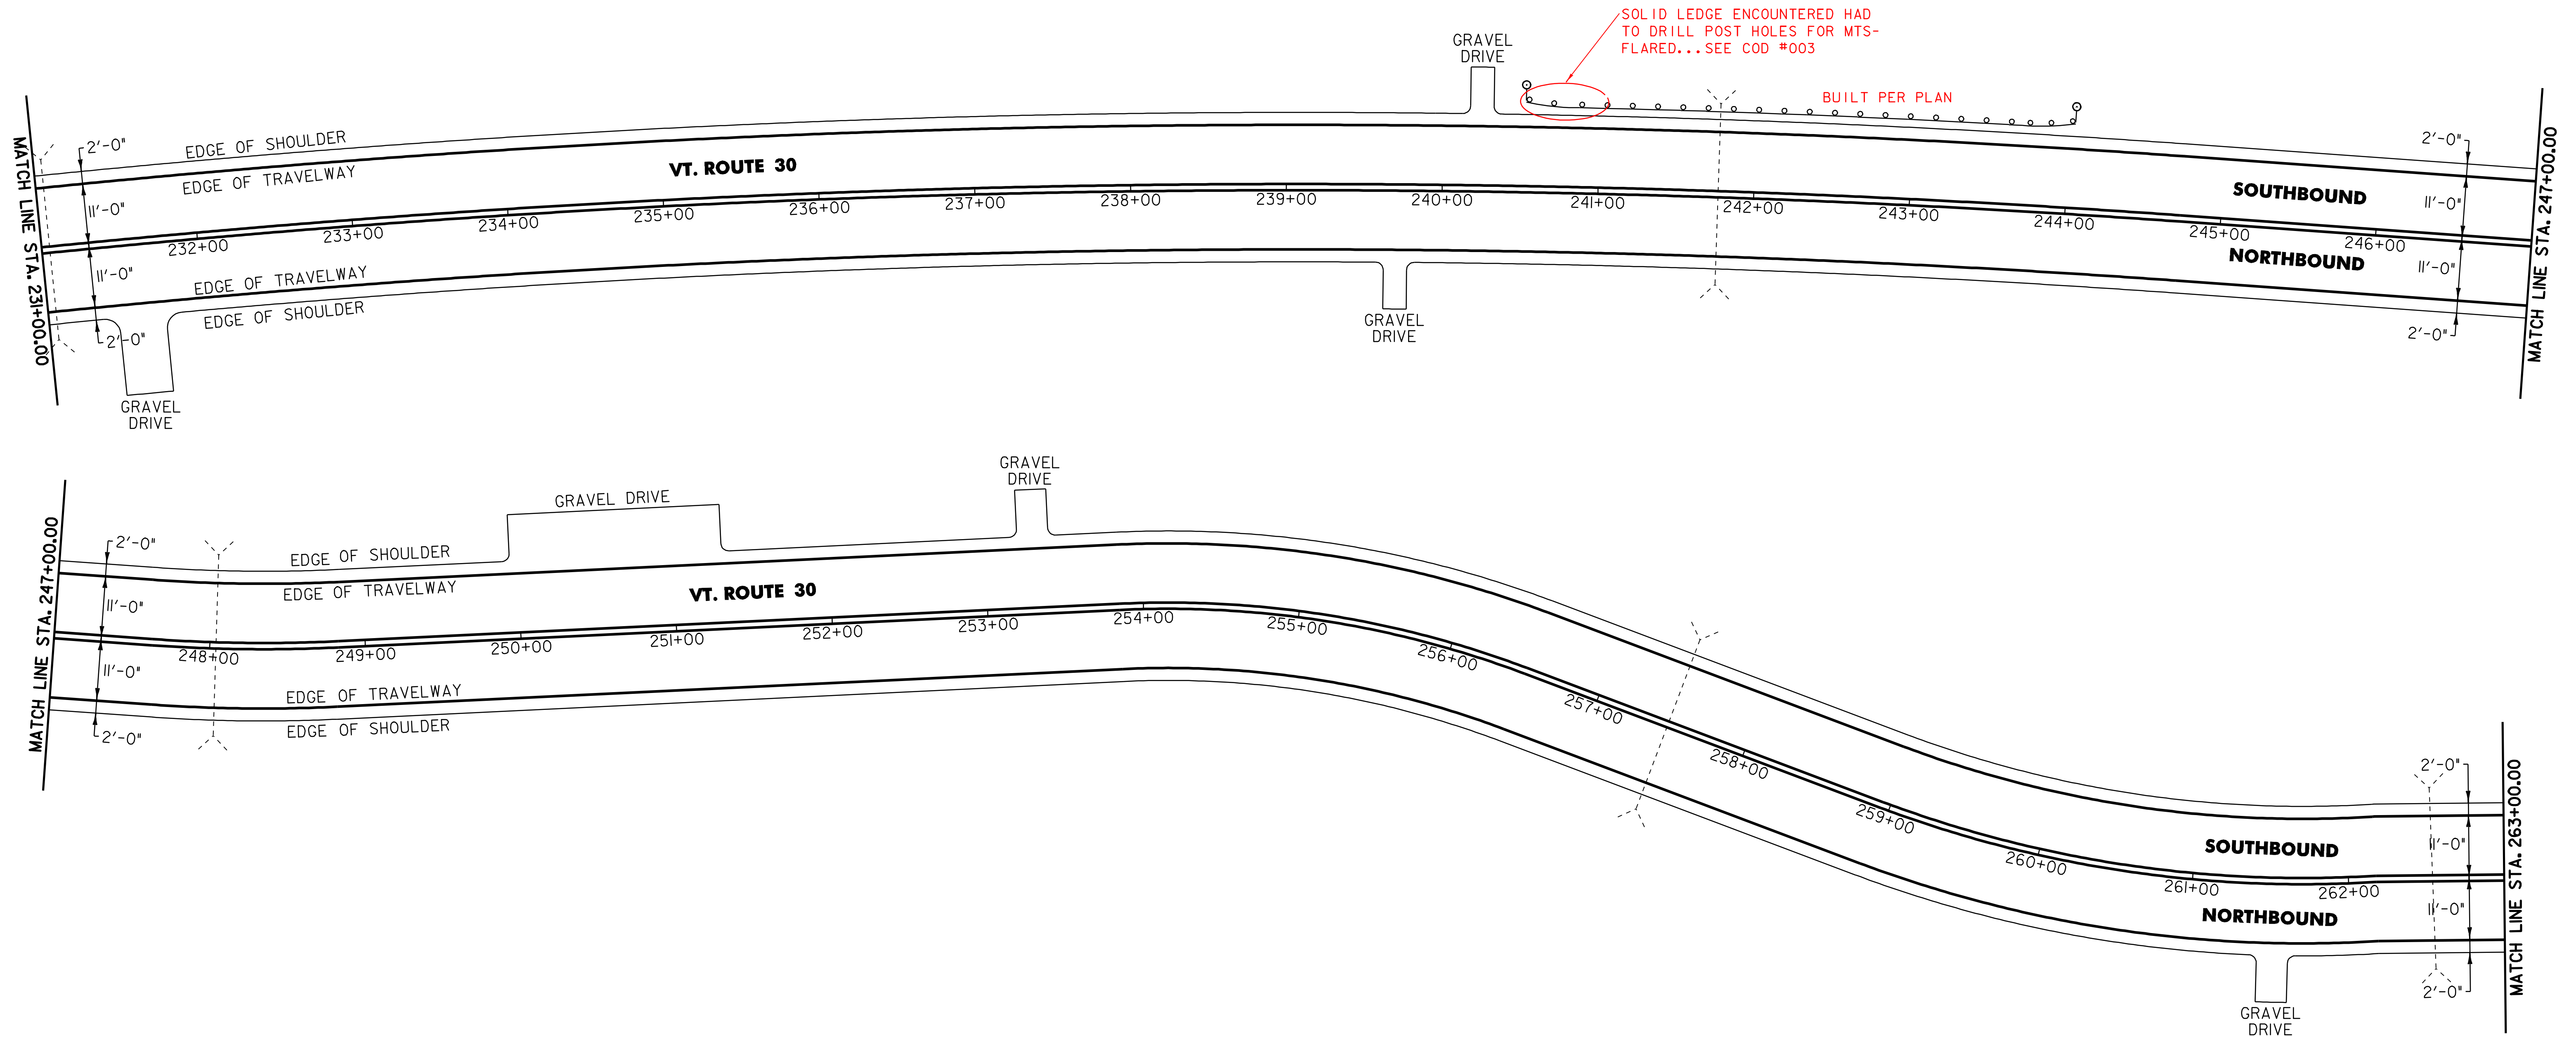 SOLID LEDGE ENCOUNTERED HAD
TO DRILL POST HOLES FOR MTS-
FLARED...SEE COD #003
GRAVEL
DRIVE
BUILT PER PLAN
MATCH LINE STA. 231+00.00
2'-0"
EDGE OF SHOULDER
EDGE OF TRAVELWAY
VT. ROUTE 30
11'-0"
232+00
233+00
234+00
235+00
236+00
237+00
238+00
239+00
240+00
241+00
242+00
243+00
244+00
245+00
246+00
2'-0"
11'-0"
SOUTHBOUND
NORTHBOUND
11'-0"
2'-0"
MATCH LINE STA. 247+00.00
11'-0"
EDGE OF TRAVELWAY
EDGE OF SHOULDER
2'-0"
GRAVEL
DRIVE
GRAVEL
DRIVE
MATCH LINE STA. 247+00.00
2'-0"
EDGE OF SHOULDER
GRAVEL DRIVE
GRAVEL
DRIVE
EDGE OF TRAVELWAY
VT. ROUTE 30
11'-0"
248+00
249+00
250+00
251+00
252+00
253+00
254+00
255+00
256+00
257+00
258+00
259+00
260+00
261+00
262+00
11'-0"
EDGE OF TRAVELWAY
EDGE OF SHOULDER
2'-0"
2'-0"
11'-0"
SOUTHBOUND
NORTHBOUND
11'-0"
2'-0"
MATCH LINE STA. 263+00.00
GRAVEL
DRIVE